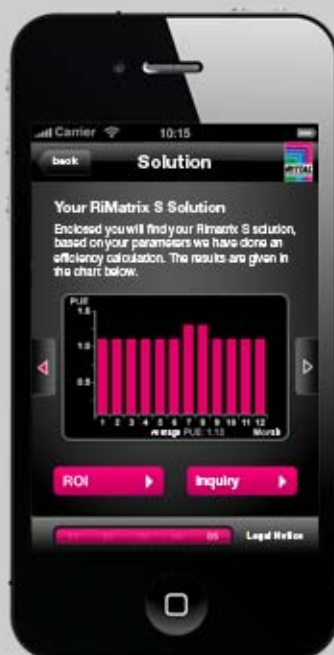 Carrier 10:15
back Solution
RITTAL
Your RiMatrix S Solution
Enclosed you will find your Rimatrix S solution,
based on your parameters we have done an
efficiency calculation. The results are given in
the chart below.
PUE
1.5
1.0
0.5
1 2 3 4 5 6 7 8 9 10 11 12
Average PUE: 1.13 Month
ROI Inquiry
05 Legal Notice